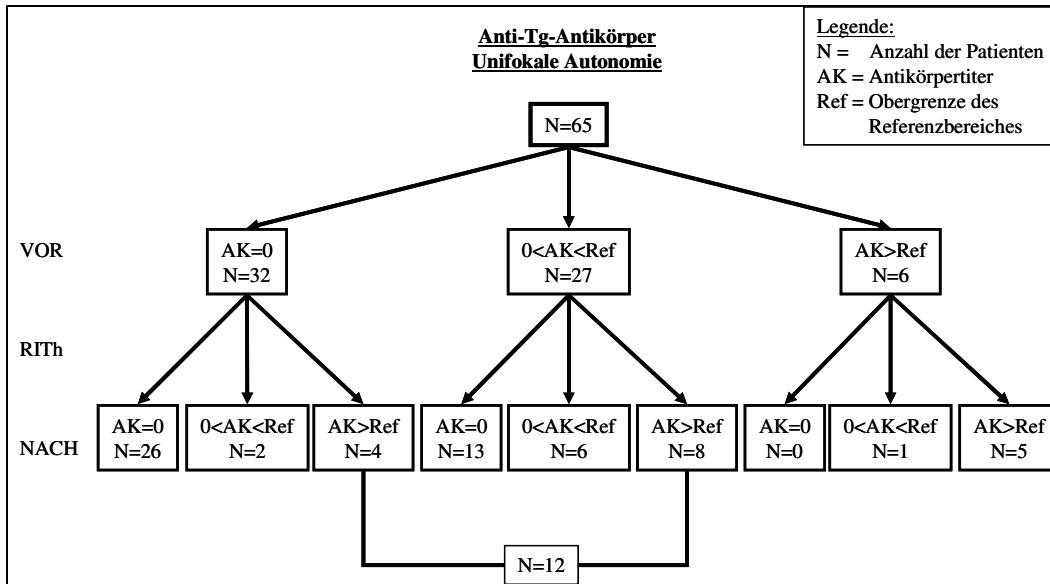 Anti-Tg-Antikörper
Unifokale Autonomie
Legende:
N = Anzahl der Patienten
AK = Antikörpertiter
Ref = Obergrenze des
Referenzbereiches
N=65
VOR
AK=0
N=32
0<AK<Ref
N=27
AK>Ref
N=6
RITh
NACH
AK=0
N=26
0<AK<Ref
N=2
AK>Ref
N=4
AK=0
N=13
0<AK<Ref
N=6
AK>Ref
N=8
AK=0
N=0
0<AK<Ref
N=1
AK>Ref
N=5
N=12